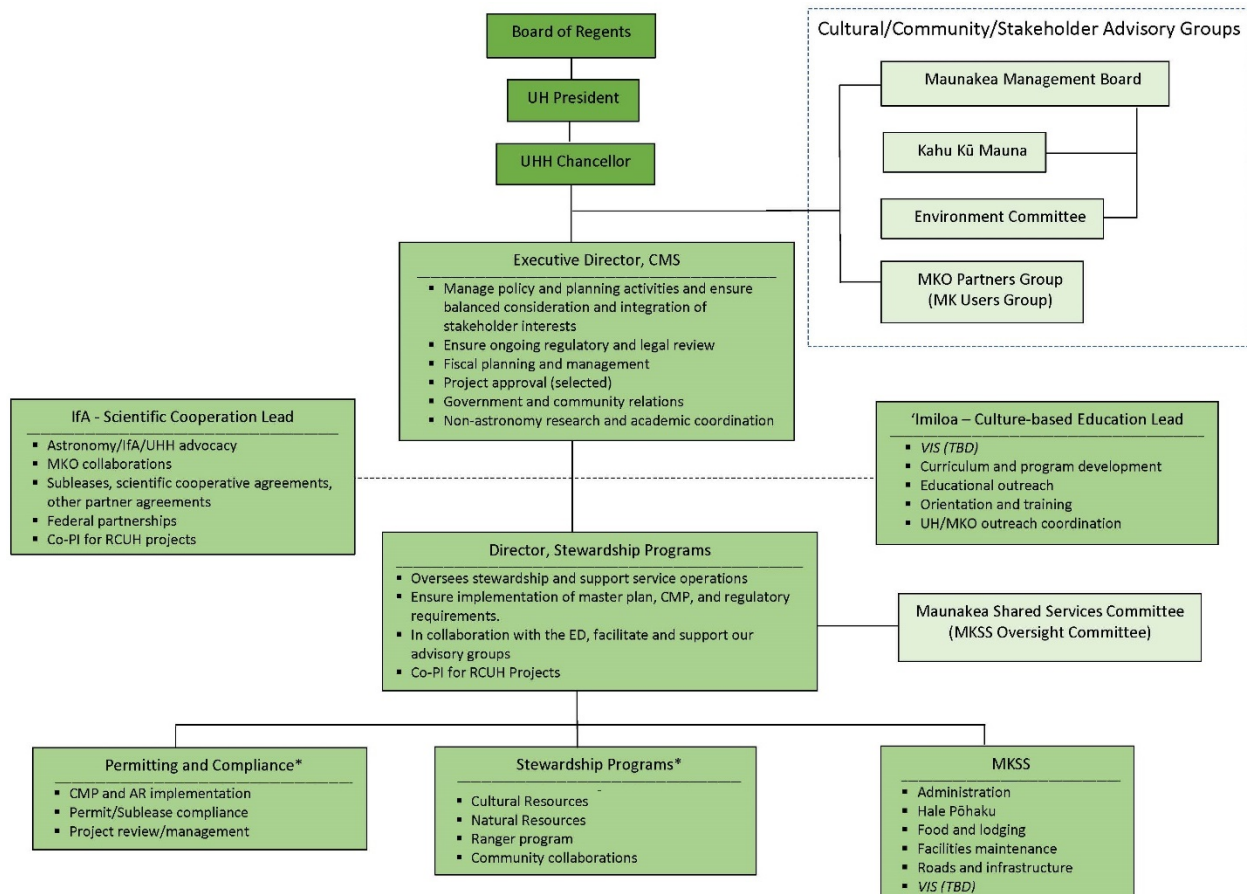 Board of Regents
UH President
UHH Chancellor
Cultural/Community/Stakeholder Advisory Groups
Maunakea Management Board
Kahu Kū Mauna
Environment Committee
MKO Partners Group
(MK Users Group)
Executive Director, CMS
▪ Manage policy and planning activities and ensure
balanced consideration and integration of
stakeholder interests
▪ Ensure ongoing regulatory and legal review
▪ Fiscal planning and management
▪ Project approval (selected)
▪ Government and community relations
▪ Non-astronomy research and academic coordination
IfA - Scientific Cooperation Lead
▪ Astronomy/IfA/UHH advocacy
▪ MKO collaborations
▪ Subleases, scientific cooperative agreements,
other partner agreements
▪ Federal partnerships
▪ Co-PI for RCUH projects
‘Imiloa – Culture-based Education Lead
▪ VIS (TBD)
▪ Curriculum and program development
▪ Educational outreach
▪ Orientation and training
▪ UH/MKO outreach coordination
Director, Stewardship Programs
▪ Oversees stewardship and support service operations
▪ Ensure implementation of master plan, CMP, and regulatory
requirements.
▪ In collaboration with the ED, facilitate and support our
advisory groups
▪ Co-PI for RCUH Projects
Maunakea Shared Services Committee
(MKSS Oversight Committee)
Permitting and Compliance*
▪ CMP and AR implementation
▪ Permit/Sublease compliance
▪ Project review/management
Stewardship Programs*
▪ Cultural Resources
▪ Natural Resources
▪ Ranger program
▪ Community collaborations
MKSS
▪ Administration
▪ Hale Pōhaku
▪ Food and lodging
▪ Facilities maintenance
▪ Roads and infrastructure
▪ VIS (TBD)